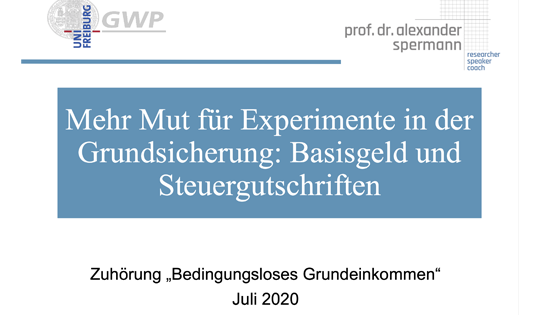 UNI
FREIBURG
GWP
prof. dr. alexander
spermann
researcher
speaker
coach
Mehr Mut für Experimente in der
Grundsicherung: Basisgeld und
Steuergutschriften
Zuhörung „Bedingungsloses Grundeinkommen“
Juli 2020